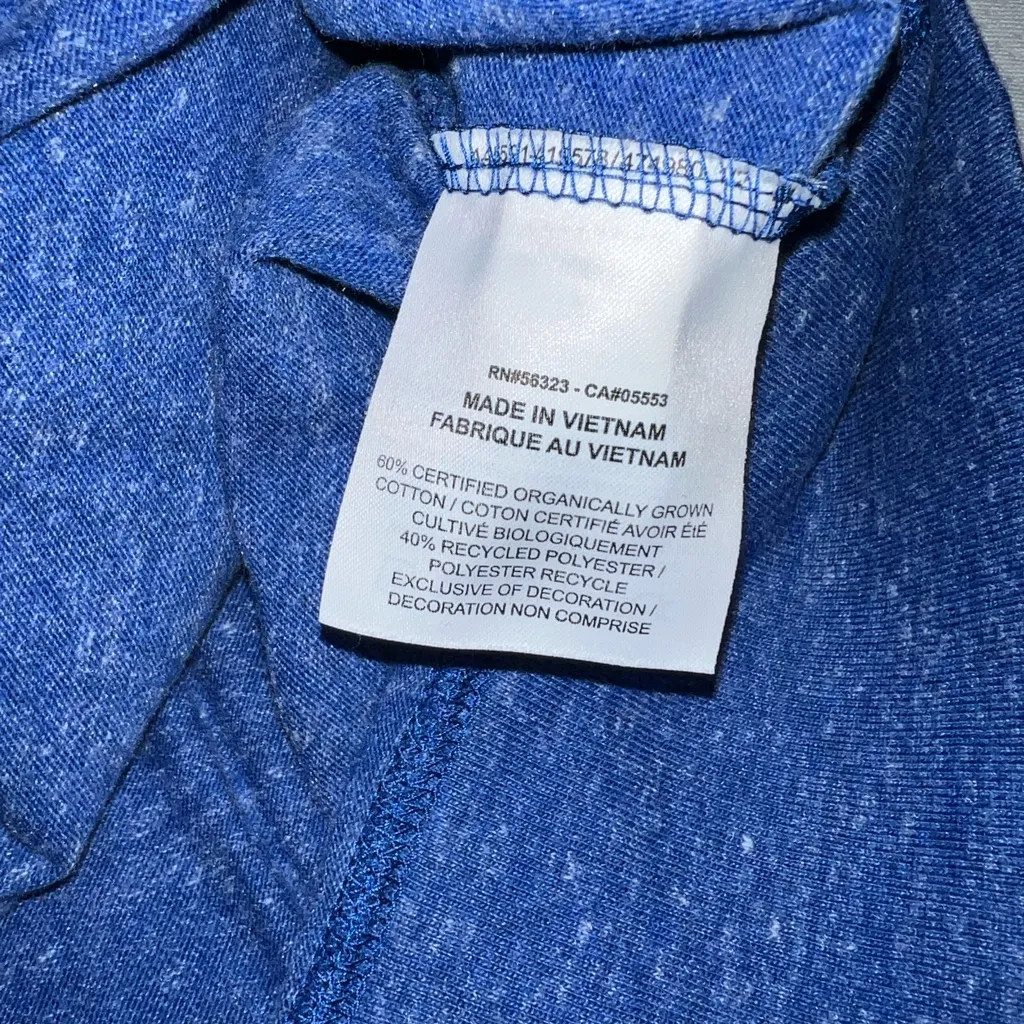 RN#56323 - CA#05553
MADE IN VIETNAM
FABRIQUE AU VIETNAM
60% CERTIFIED ORGANICALLY GROWN
COTTON / COTON CERTIFIÉ AVOIR ÉtÉ
CULTIVÉ BIOLOGIQUEMENT
40% RECYCLED POLYESTER /
POLYESTER RECYCLE
EXCLUSIVE OF DECORATION /
DECORATION NON COMPRISE